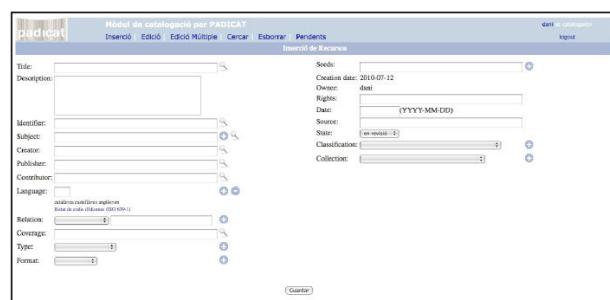 padicat
Mòdul de catalogació per PADICAT
Inserció Edició Edició Múltiple Cercar Esborrar Pendents
dani
logout
Inserció de Recursos
Title:
Description:
Identifier:
Subject:
Creator:
Publisher:
Contributor:
Language:
Relation:
Coverage:
Type:
Format:
Seeds:
Creation date: 2010-07-12
Owner: dani
Rights:
Date: (YYYY-MM-DD)
Source:
State: en revisió
Classification:
Collection:
Guardar